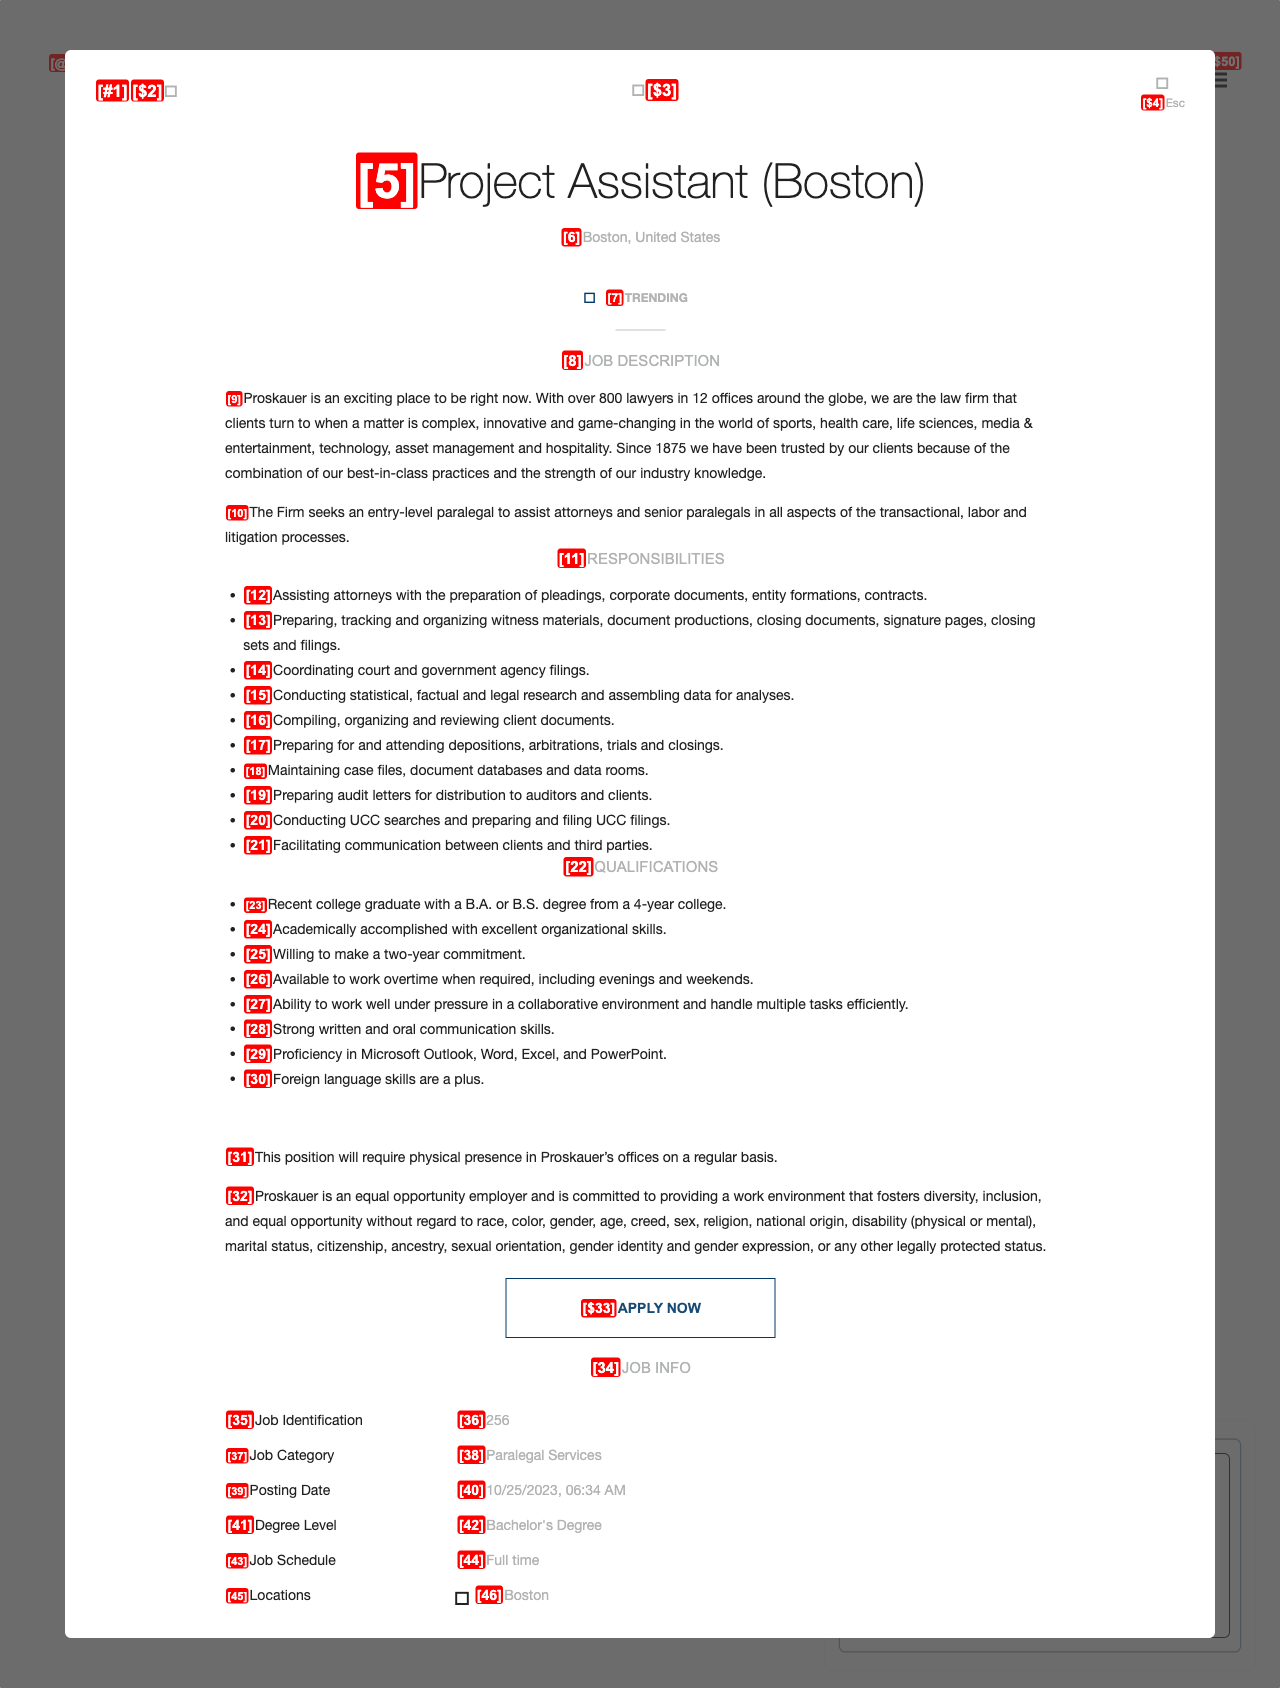 [@
$50]
[#1] [$2]
[$3]
[$4] Esc
[5] Project Assistant (Boston)
[6] Boston, United States
[7] TRENDING
[8] JOB DESCRIPTION
[9] Proskauer is an exciting place to be right now. With over 800 lawyers in 12 offices around the globe, we are the law firm that
clients turn to when a matter is complex, innovative and game-changing in the world of sports, health care, life sciences, media &
entertainment, technology, asset management and hospitality. Since 1875 we have been trusted by our clients because of the
combination of our best-in-class practices and the strength of our industry knowledge.
[10] The Firm seeks an entry-level paralegal to assist attorneys and senior paralegals in all aspects of the transactional, labor and
litigation processes.
[11] RESPONSIBILITIES
• [12] Assisting attorneys with the preparation of pleadings, corporate documents, entity formations, contracts.
• [13] Preparing, tracking and organizing witness materials, document productions, closing documents, signature pages, closing
sets and filings.
• [14] Coordinating court and government agency filings.
• [15] Conducting statistical, factual and legal research and assembling data for analyses.
• [16] Compiling, organizing and reviewing client documents.
• [17] Preparing for and attending depositions, arbitrations, trials and closings.
• [18] Maintaining case files, document databases and data rooms.
• [19] Preparing audit letters for distribution to auditors and clients.
• [20] Conducting UCC searches and preparing and filing UCC filings.
• [21] Facilitating communication between clients and third parties.
[22] QUALIFICATIONS
• [23] Recent college graduate with a B.A. or B.S. degree from a 4-year college.
• [24] Academically accomplished with excellent organizational skills.
• [25] Willing to make a two-year commitment.
• [26] Available to work overtime when required, including evenings and weekends.
• [27] Ability to work well under pressure in a collaborative environment and handle multiple tasks efficiently.
• [28] Strong written and oral communication skills.
• [29] Proficiency in Microsoft Outlook, Word, Excel, and PowerPoint.
• [30] Foreign language skills are a plus.
[31] This position will require physical presence in Proskauer's offices on a regular basis.
[32] Proskauer is an equal opportunity employer and is committed to providing a work environment that fosters diversity, inclusion,
and equal opportunity without regard to race, color, gender, age, creed, sex, religion, national origin, disability (physical or mental),
marital status, citizenship, ancestry, sexual orientation, gender identity and gender expression, or any other legally protected status.
[$33] APPLY NOW
[34] JOB INFO
[35] Job Identification [36] 256
[37] Job Category [38] Paralegal Services
[39] Posting Date [40] 10/25/2023, 06:34 AM
[41] Degree Level [42] Bachelor's Degree
[43] Job Schedule [44] Full time
[45] Locations [46] Boston